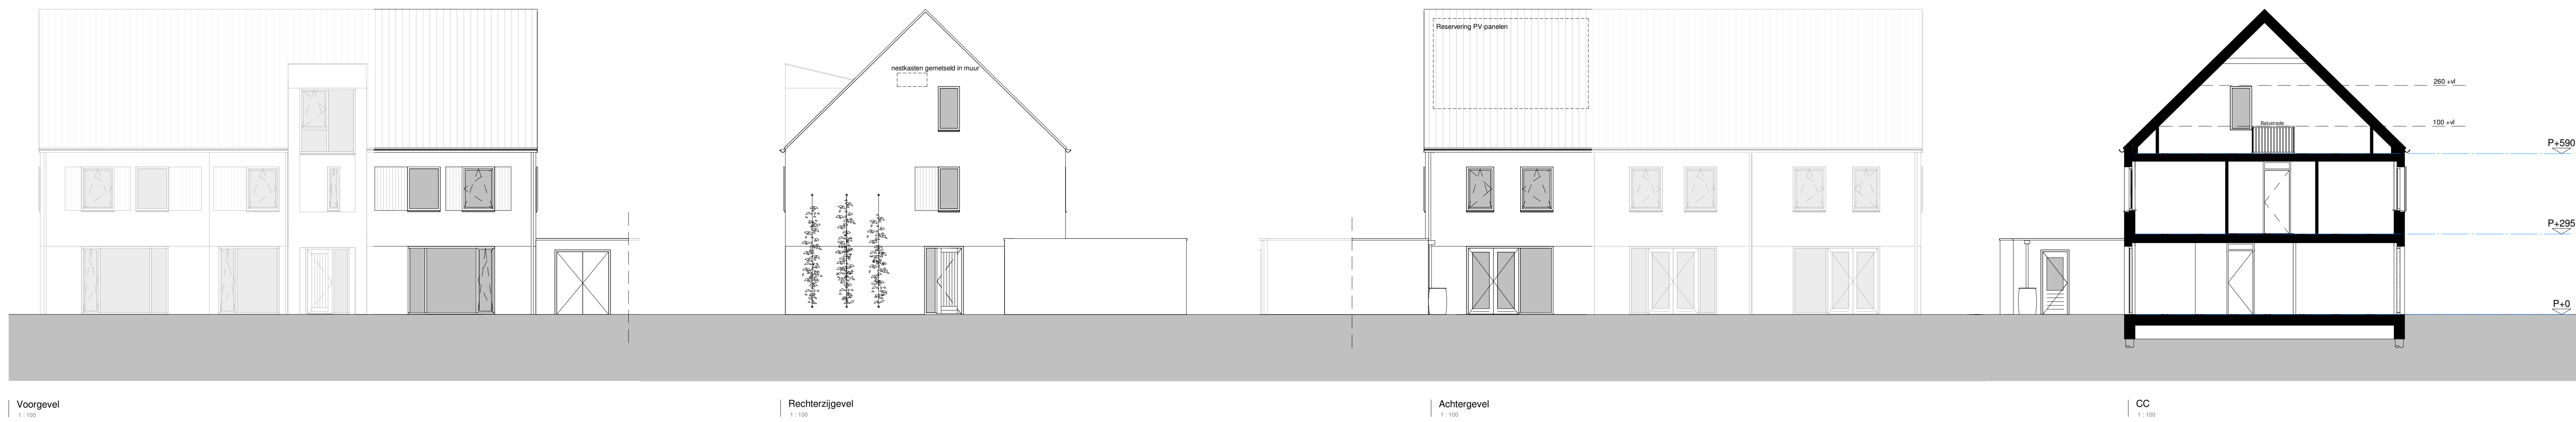 Reservering PV-panelen
nestkasten gemetseld in muur
260 +vl
Balustrade
100 +vl
P+590
P+295
P+0
Voorgevel
1 : 100
Rechterzijgevel
1 : 100
Achtergevel
1 : 100
CC
1 : 100